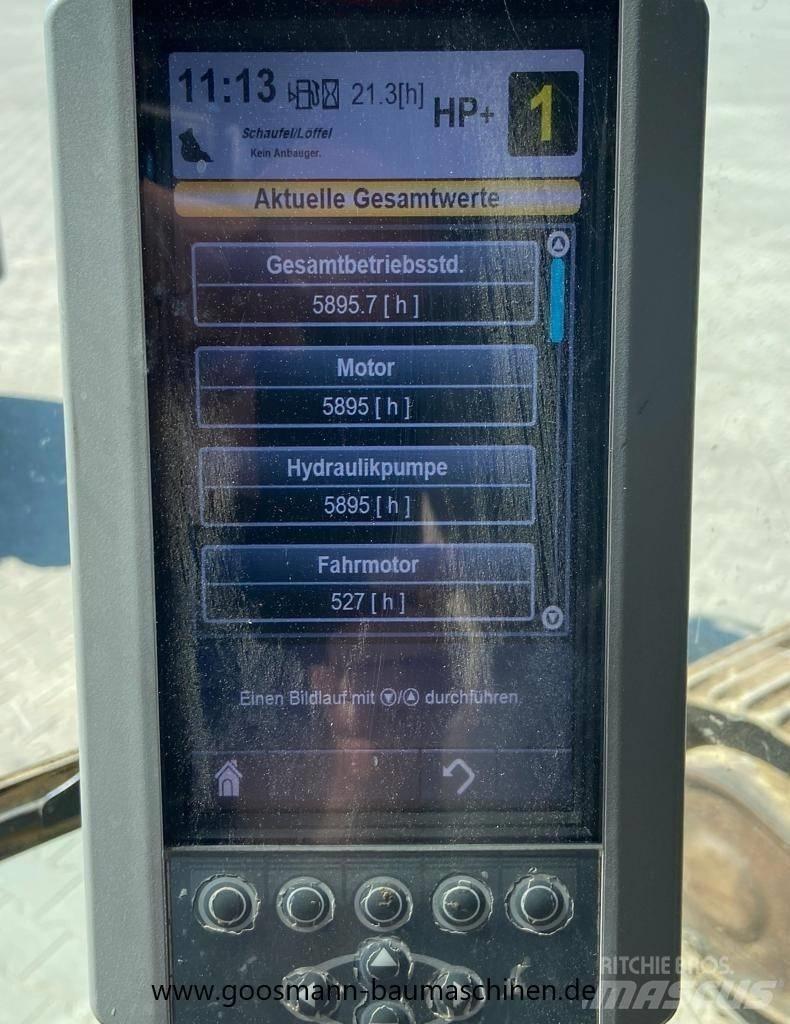 11:13 21.3[h] HP+ 1
Schaufel/Löffel
Kein Anbauger.
Aktuelle Gesamtwerte
Gesamtbetriebsstd.
5895.7 [ h ]
Motor
5895 [ h ]
Hydraulikpumpe
5895 [ h ]
Fahrmotor
527 [ h ]
Einen Bildlauf mit ▼/▲ durchführen.
RITCHIE BROS.
MASCUS
www.goosmann-baumaschihen.de